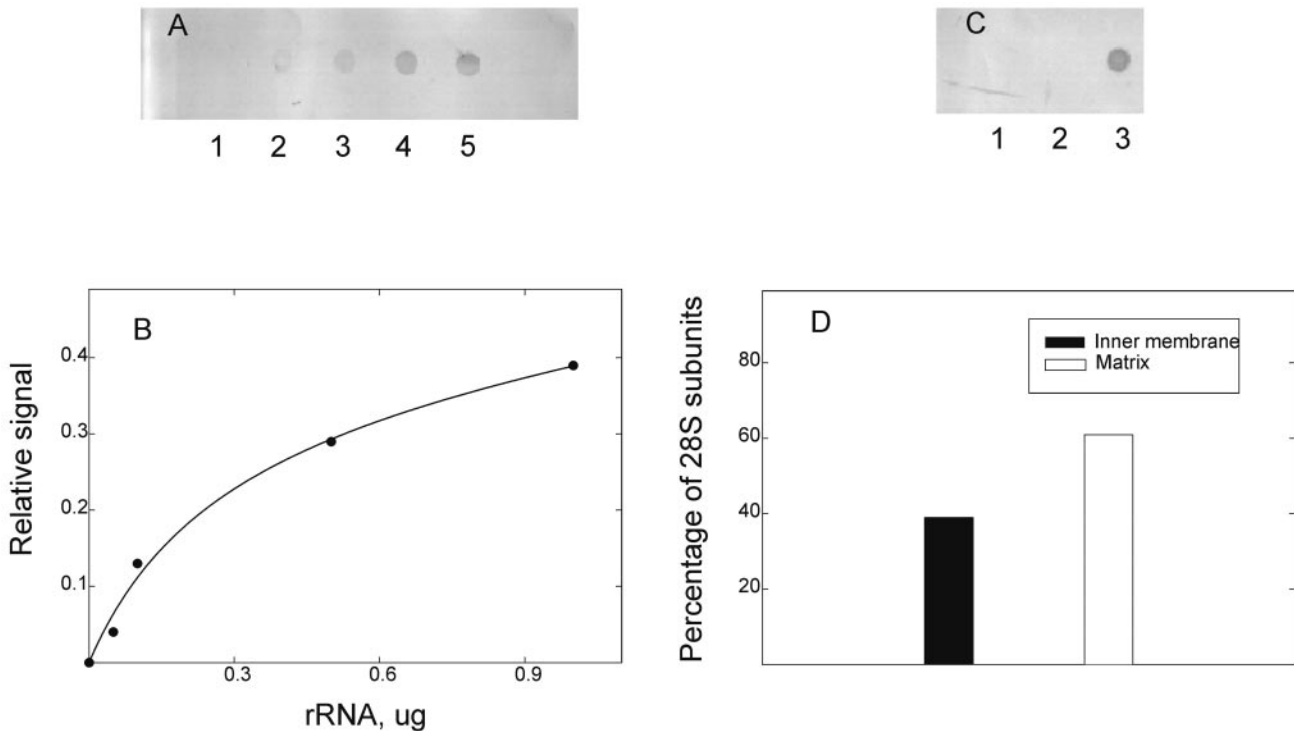 A
1 2 3 4 5
C
1 2 3
B
Relative signal
0.4
0.3
0.2
0.1
0.3 0.6 0.9
rRNA, ug
D
Percentage of 28S subunits
80
60
40
20
Inner membrane
Matrix